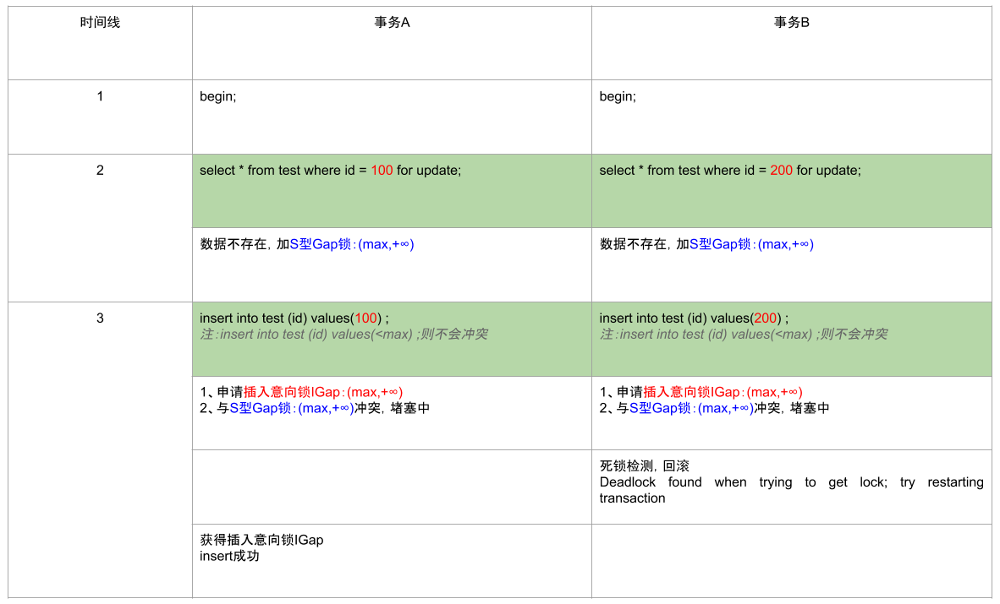 时间线
事务A
事务B
1
begin;
begin;
2
select * from test where id = 100 for update;
select * from test where id = 200 for update;
数据不存在，加S型Gap锁：(max,+∞)
数据不存在，加S型Gap锁：(max,+∞)
3
insert into test (id) values(100) ;
注：insert into test (id) values(<max) ;则不会冲突
insert into test (id) values(200) ;
注：insert into test (id) values(<max) ;则不会冲突
1、申请插入意向锁IGap：(max,+∞)
2、与S型Gap锁：(max,+∞)冲突，堵塞中
1、申请插入意向锁IGap：(max,+∞)
2、与S型Gap锁：(max,+∞)冲突，堵塞中
死锁检测，回滚
Deadlock found when trying to get lock; try restarting
transaction
获得插入意向锁IGap
insert成功